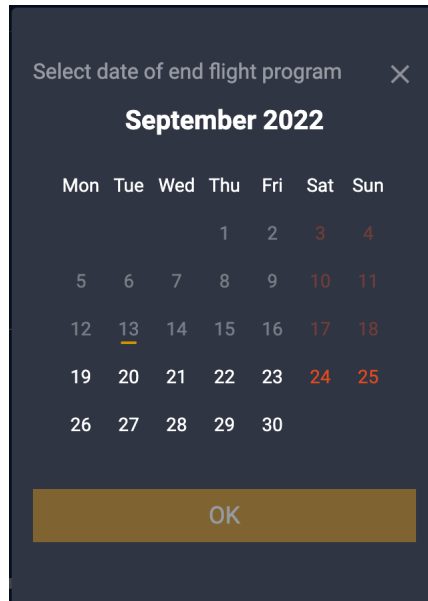 Select date of end flight program ×
September 2022
Mon Tue Wed Thu Fri Sat Sun
1 2 3 4
5 6 7 8 9 10 11
12 13 14 15 16 17 18
19 20 21 22 23 24 25
26 27 28 29 30
OK